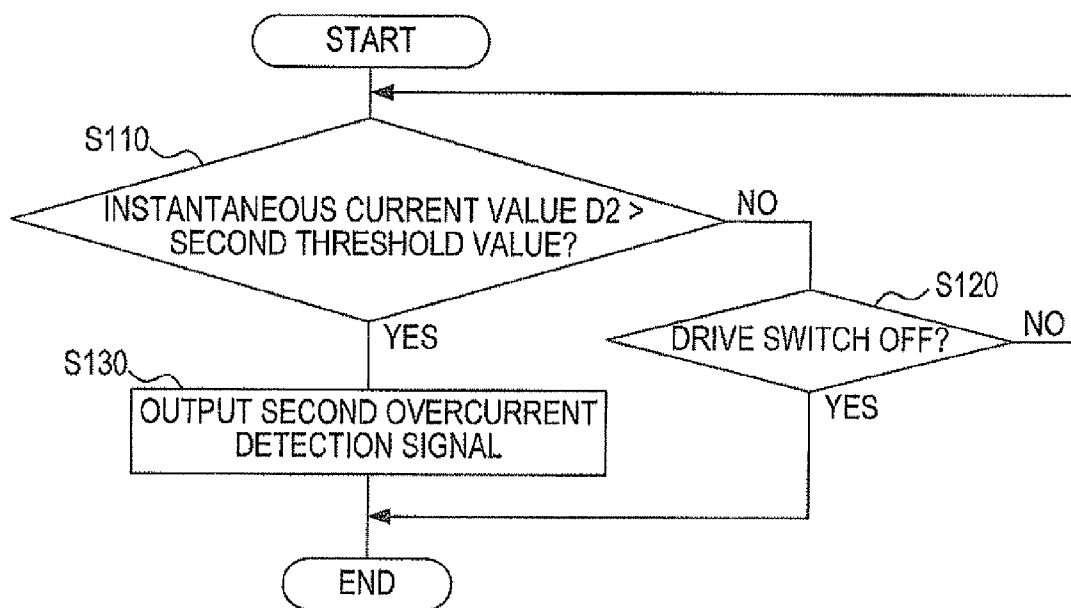 START
S110
INSTANTANEOUS CURRENT VALUE D2 >
SECOND THRESHOLD VALUE?
NO
YES
S120
DRIVE SWITCH OFF?
NO
YES
S130
OUTPUT SECOND OVERCURRENT
DETECTION SIGNAL
END